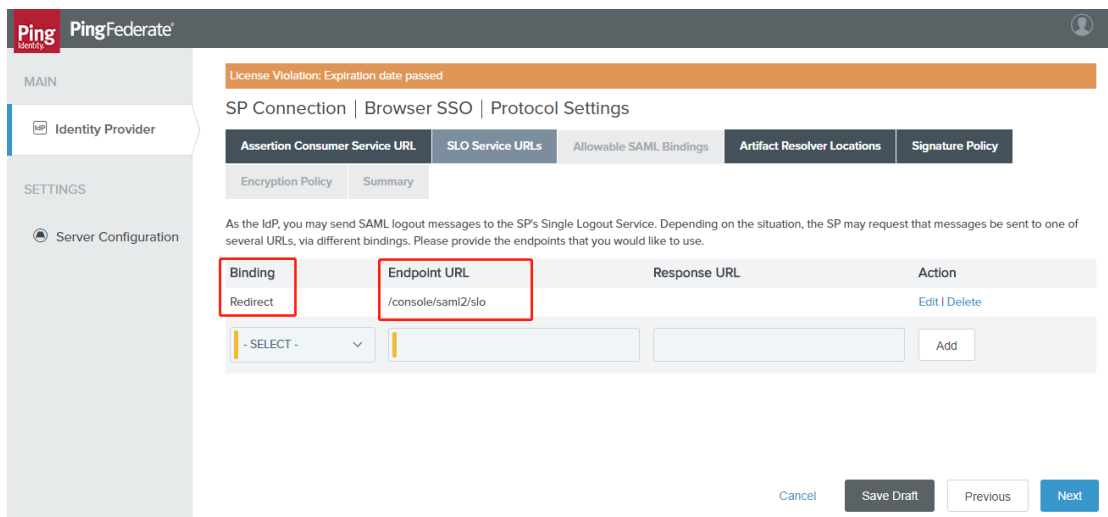 Ping
Identity
PingFederate®
MAIN
IdP
Identity Provider
SETTINGS
Server Configuration
License Violation: Expiration date passed
SP Connection | Browser SSO | Protocol Settings
Assertion Consumer Service URL SLO Service URLs Allowable SAML Bindings Artifact Resolver Locations Signature Policy
Encryption Policy Summary
As the IdP, you may send SAML logout messages to the SP's Single Logout Service. Depending on the situation, the SP may request that messages be sent to one of
several URLs, via different bindings. Please provide the endpoints that you would like to use.
Binding Endpoint URL Response URL Action
Redirect /console/saml2/slo Edit | Delete
- SELECT - Add
Cancel Save Draft Previous Next